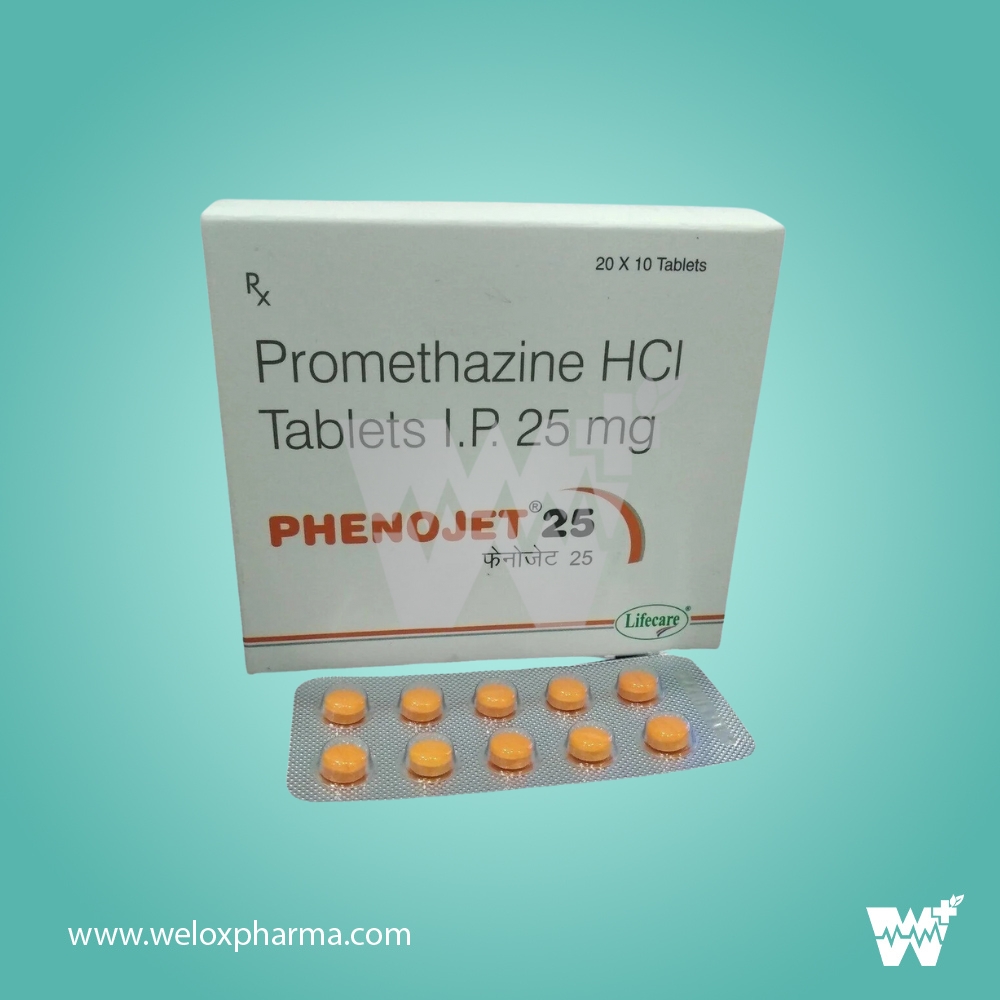 Rx
20 X 10 Tablets
Promethazine HCl
Tablets I.P. 25 mg
PHENOJET® 25
फेनोजेट 25
Lifecare®
www.weloxpharma.com
W